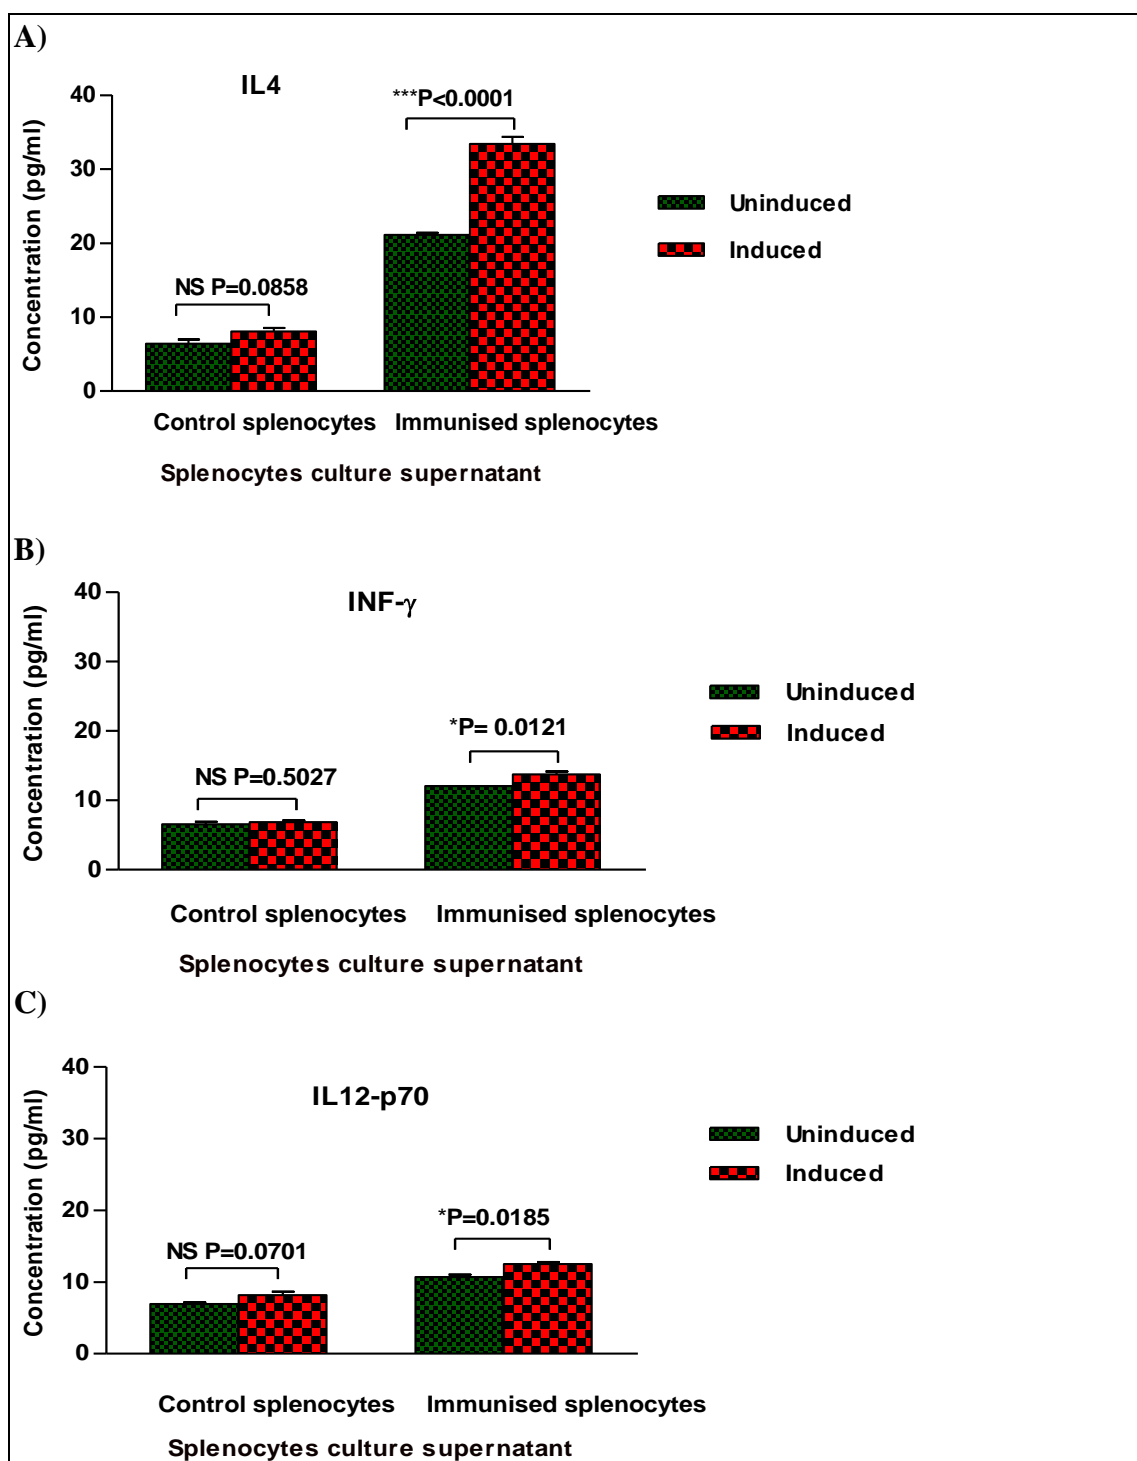 A)
IL4
***P<0.0001
NS P=0.0858
Concentration (pg/ml)
40
30
20
10
0
Uninduced
Induced
Control splenocytes Immunised splenocytes
Splenocytes culture supernatant
B)
INF-γ
*P= 0.0121
NS P=0.5027
Concentration (pg/ml)
40
30
20
10
0
Uninduced
Induced
Control splenocytes Immunised splenocytes
Splenocytes culture supernatant
C)
IL12-p70
*P=0.0185
NS P=0.0701
Concentration (pg/ml)
40
30
20
10
0
Uninduced
Induced
Control splenocytes Immunised splenocytes
Splenocytes culture supernatant